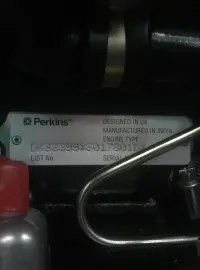 Perkins
DESIGNED IN UK
MANUFACTURED IN INDIA
ENGINE TYPE
LIST No
SERIAL